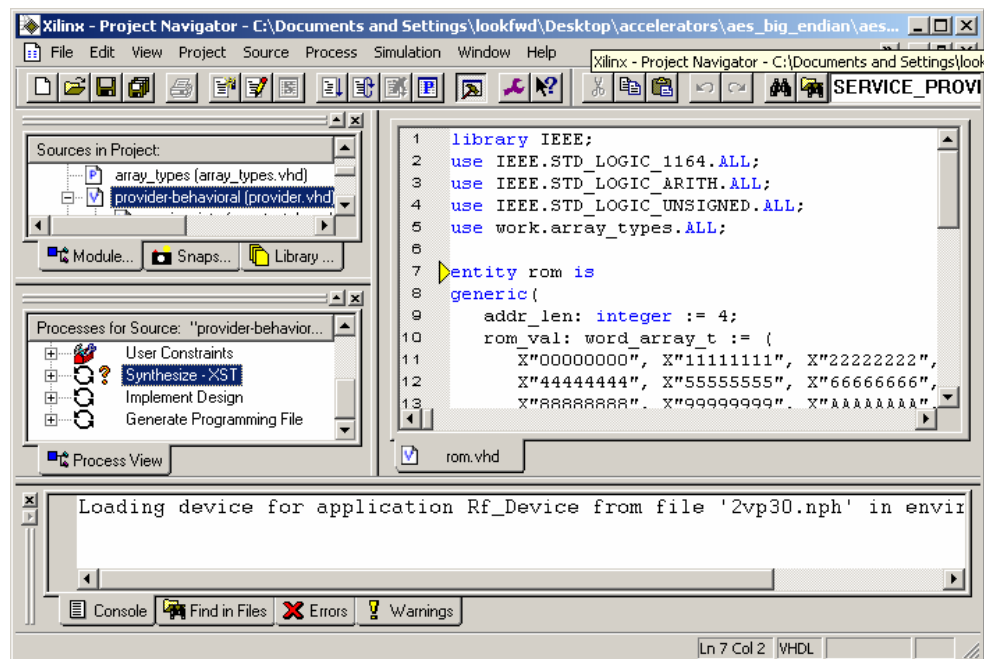 Xilinx - Project Navigator - C:\Documents and Settings\lookfwd\Desktop\accelerators\aes_big_endian\aes...
File Edit View Project Source Process Simulation Window Help
Xilinx - Project Navigator - C:\Documents and Settings\look
SERVICE_PROVI
Sources in Project:
array_types (array_types.vhd)
provider-behavioral (provider.vhd)
Module... Snaps... Library ...
Processes for Source: "provider-behavior...
User Constraints
Synthesize - XST
Implement Design
Generate Programming File
Process View
1 library IEEE;
2 use IEEE.STD_LOGIC_1164.ALL;
3 use IEEE.STD_LOGIC_ARITH.ALL;
4 use IEEE.STD_LOGIC_UNSIGNED.ALL;
5 use work.array_types.ALL;
6
7 entity rom is
8 generic(
9 addr_len: integer := 4;
10 rom_val: word_array_t := (
11 X"00000000", X"11111111", X"22222222",
12 X"44444444", X"55555555", X"66666666",
13 X"88888888", X"99999999", X"AAAAAAAA",
rom.vhd
Loading device for application Rf_Device from file '2vp30.nph' in envir
Console Find in Files Errors Warnings
Ln 7 Col 2 VHDL